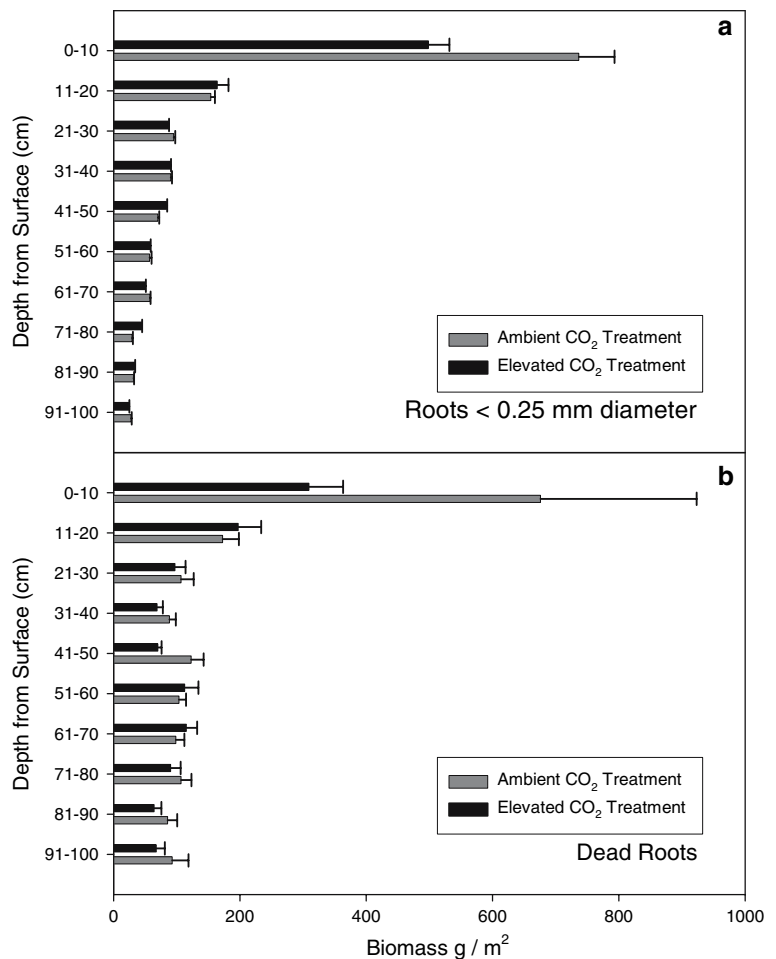 a
0-10
11-20
21-30
31-40
41-50
51-60
61-70
71-80
81-90
91-100
Depth from Surface (cm)
Ambient CO₂ Treatment
Elevated CO₂ Treatment
Roots < 0.25 mm diameter
b
0-10
11-20
21-30
31-40
41-50
51-60
61-70
71-80
81-90
91-100
Depth from Surface (cm)
Ambient CO₂ Treatment
Elevated CO₂ Treatment
Dead Roots
0 200 400 600 800 1000
Biomass g / m²